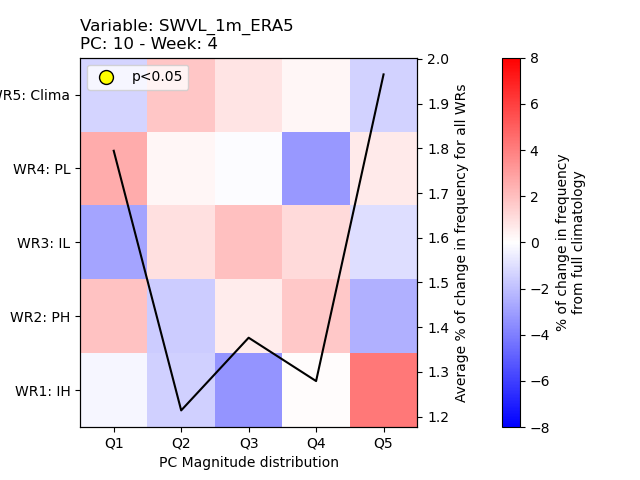 Variable: SWVL_1m_ERA5
PC: 10 - Week: 4
p<0.05
WR5: Clima
WR4: PL
WR3: IL
WR2: PH
WR1: IH
Q1 Q2 Q3 Q4 Q5
PC Magnitude distribution
2.0
1.9
1.8
1.7
1.6
1.5
1.4
1.3
1.2
Average % of change in frequency for all WRs
8
6
4
2
0
−2
−4
−6
−8
% of change in frequency
from full climatology